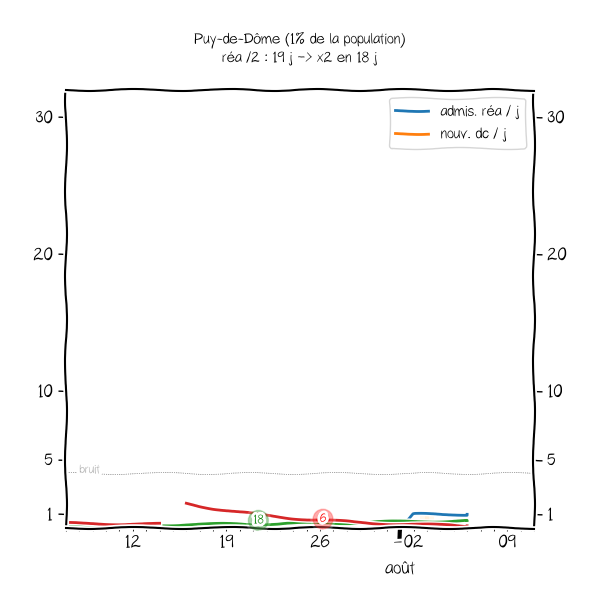 Puy-de-Dôme (1% de la population)
réa /2 : 19 j -> x2 en 18 j
admis. réa / j
nouv. dc / j
30 30
20 20
10 10
5 5
bruit
1 18 6 1
12 19 26 02 09
août